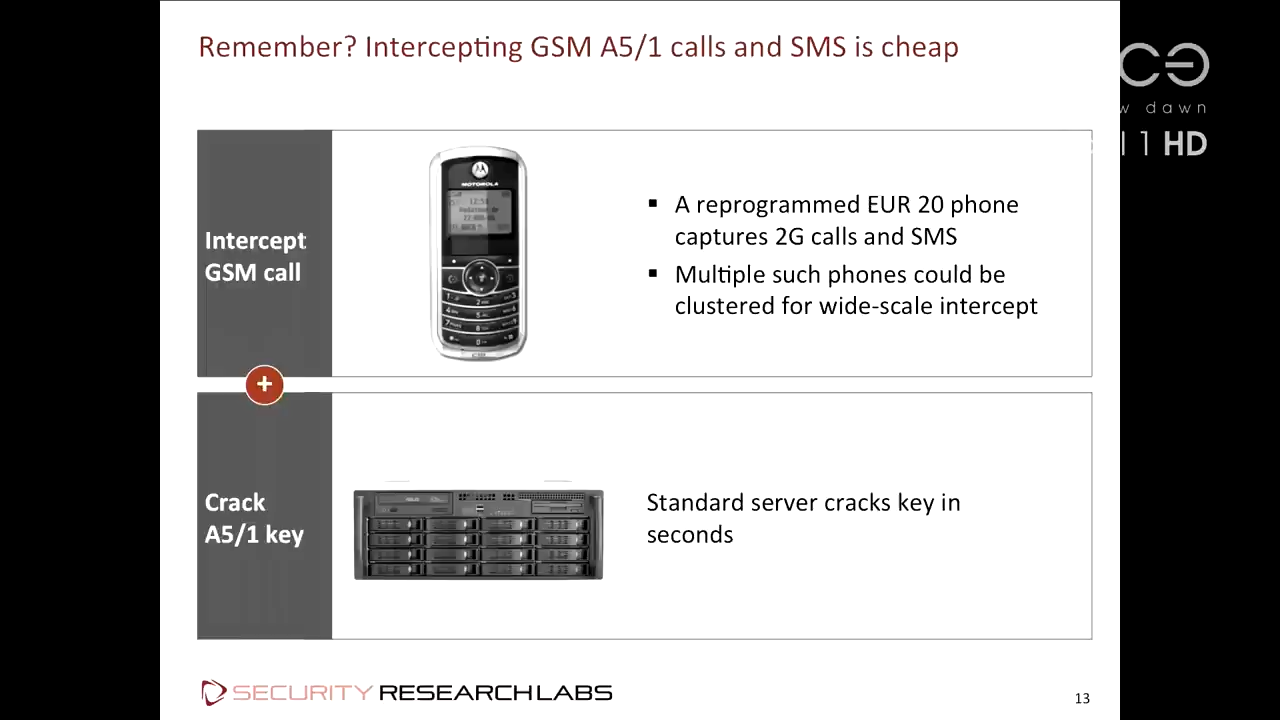 Remember? Intercepting GSM A5/1 calls and SMS is cheap
w dawn
11 HD
Intercept
GSM call
MOTOROLA
▪ A reprogrammed EUR 20 phone
captures 2G calls and SMS
▪ Multiple such phones could be
clustered for wide-scale intercept
+
Crack
A5/1 key
Standard server cracks key in
seconds
SECURITY RESEARCH LABS
13